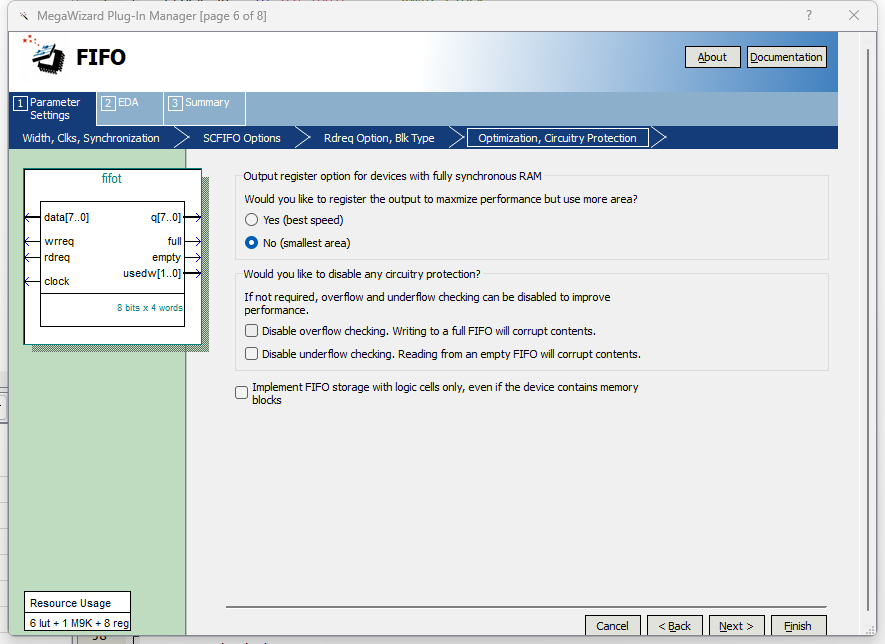 MegaWizard Plug-In Manager [page 6 of 8]
?
FIFO
About
Documentation
1 Parameter Settings
2 EDA
3 Summary
Width, Clks, Synchronization
SCFIFO Options
Rdreq Option, Blk Type
Optimization, Circuitry Protection
fifot
data[7..0]
q[7..0]
wrreq
full
rdreq
empty
usedw[1..0]
clock
8 bits x 4 words
Output register option for devices with fully synchronous RAM
Would you like to register the output to maxmize performance but use more area?
Yes (best speed)
No (smallest area)
Would you like to disable any circuitry protection?
If not required, overflow and underflow checking can be disabled to improve
performance.
Disable overflow checking. Writing to a full FIFO will corrupt contents.
Disable underflow checking. Reading from an empty FIFO will corrupt contents.
Implement FIFO storage with logic cells only, even if the device contains memory
blocks
Resource Usage
6 lut + 1 M9K + 8 reg
Cancel
< Back
Next >
Finish